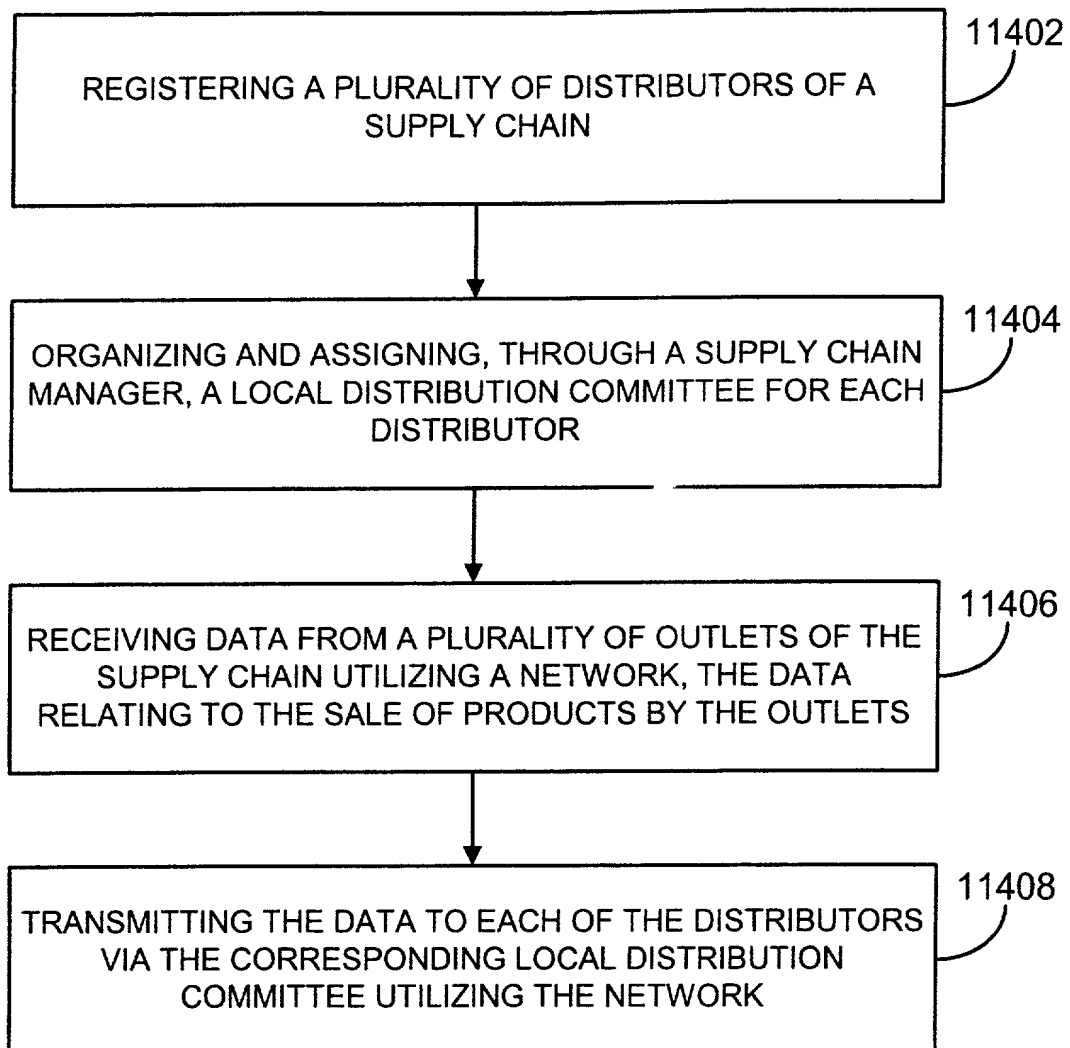 11402
REGISTERING A PLURALITY OF DISTRIBUTORS OF A
SUPPLY CHAIN
11404
ORGANIZING AND ASSIGNING, THROUGH A SUPPLY CHAIN
MANAGER, A LOCAL DISTRIBUTION COMMITTEE FOR EACH
DISTRIBUTOR
11406
RECEIVING DATA FROM A PLURALITY OF OUTLETS OF THE
SUPPLY CHAIN UTILIZING A NETWORK, THE DATA
RELATING TO THE SALE OF PRODUCTS BY THE OUTLETS
11408
TRANSMITTING THE DATA TO EACH OF THE DISTRIBUTORS
VIA THE CORRESPONDING LOCAL DISTRIBUTION
COMMITTEE UTILIZING THE NETWORK